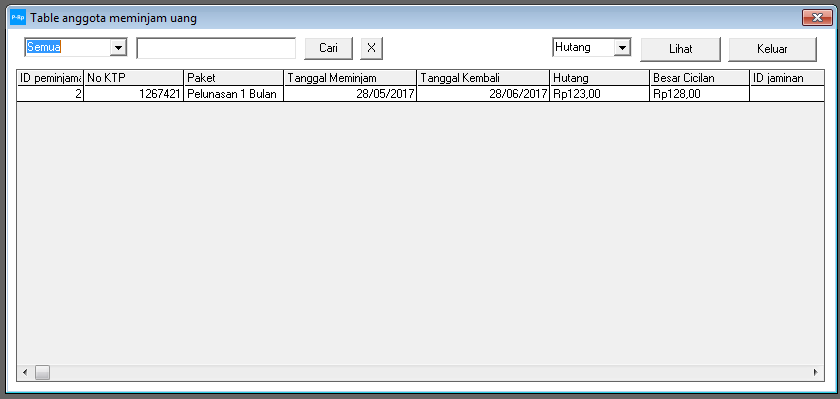 P-Rp Table anggota meminjam uang
Semua Cari X Hutang Lihat Keluar
ID peminjama No KTP Paket Tanggal Meminjam Tanggal Kembali Hutang Besar Cicilan ID jaminan
2 1267421 Pelunasan 1 Bulan 28/05/2017 28/06/2017 Rp123,00 Rp128,00